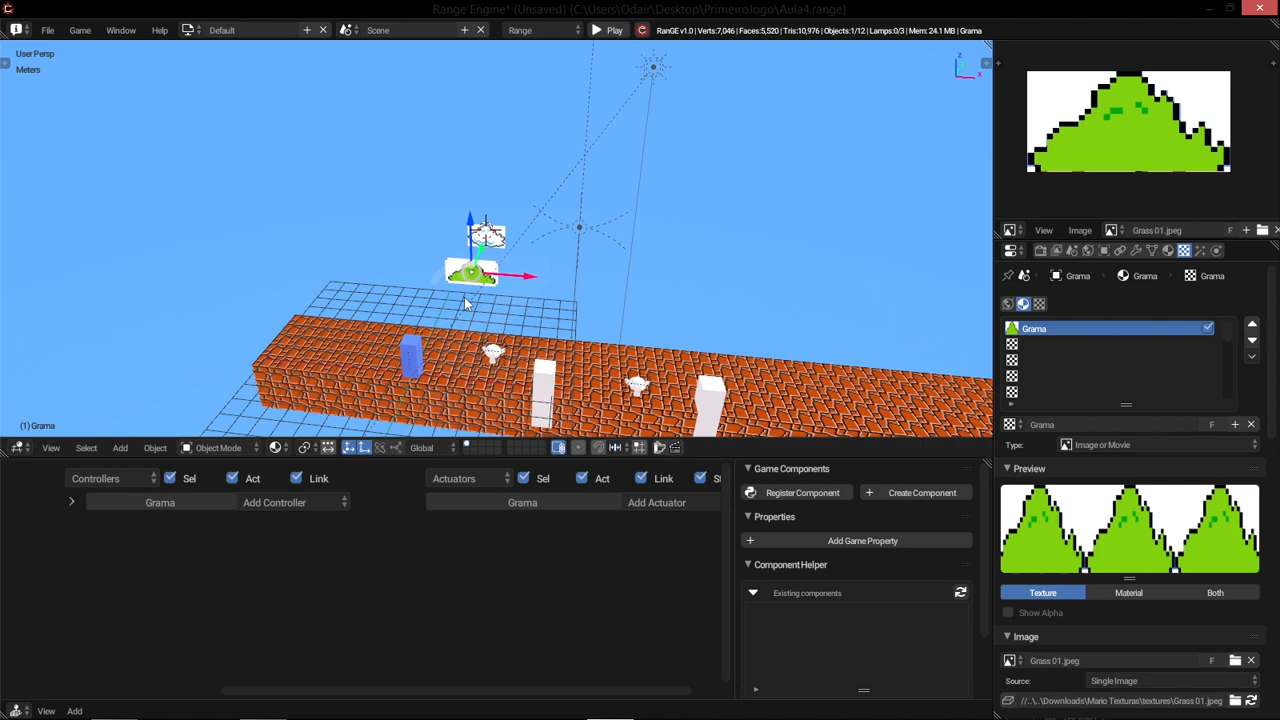 Range Engine* (Unsaved) [C:\Users\Odair\Desktop\PrimeiroJogo\Aula4.range]
File Game Window Help Default Scene Range Play RanGE v1.0 | Verts:7,046 | Faces:5,520 | Tris:10,976 | Objects:1/12 | Lamps:0/3 | Mem: 24.1 MB | Grama
User Persp
Meters
z
x
(1) Grama
View Image Grass 01.jpeg F
Grama Grama Grama
Grama
Grama F
Type: Image or Movie
Preview
Texture Material Both
Show Alpha
Image
Grass 01.jpeg F
Source: Single Image
//..\..\Downloads\Mario Texturas\textures\Grass 01.jpeg
View Select Add Object Object Mode Global
Controllers Sel Act Link Actuators Sel Act Link St
Grama Add Controller Grama Add Actuator
Game Components
Register Component Create Component
Properties
Add Game Property
Component Helper
Existing components
View Add